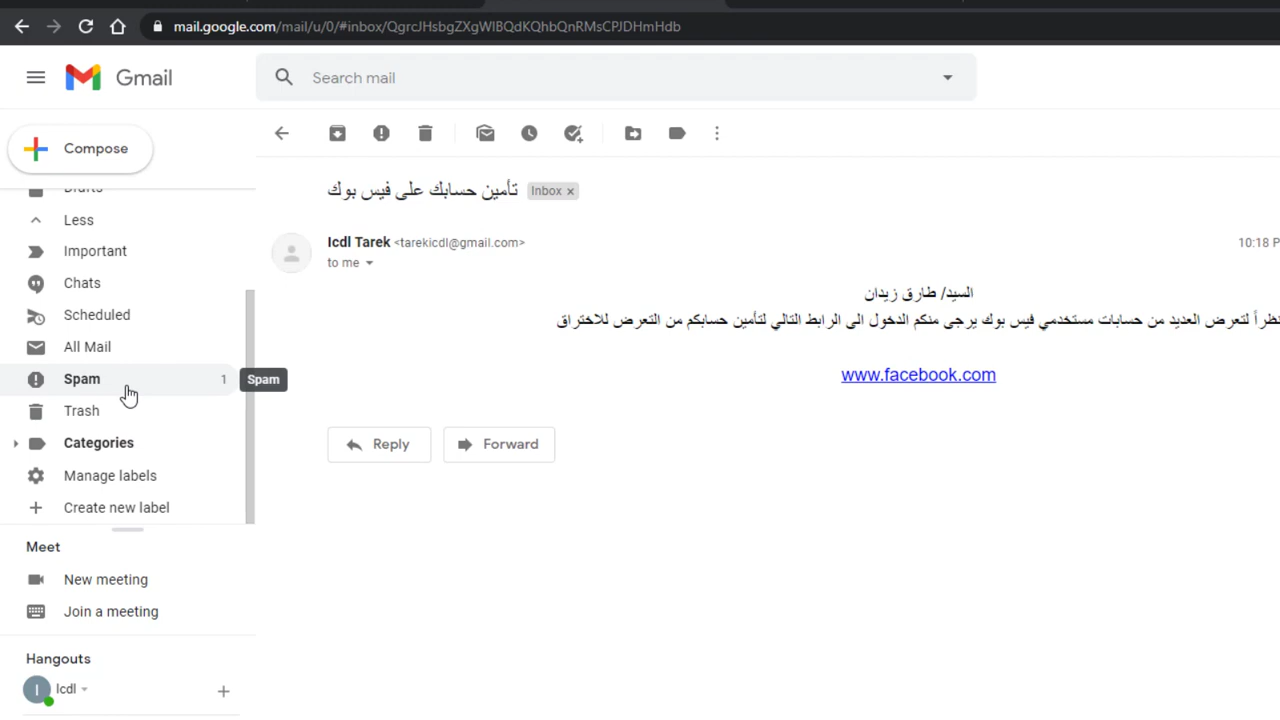 mail.google.com/mail/u/0/#inbox/QgrcJHsbgZXgWlBQdKQhbQnRMsCPJDHmHdb
Gmail
Search mail
Compose
Drafts
Less
Important
Chats
Scheduled
All Mail
Spam 1
Spam
Trash
Categories
Manage labels
Create new label
Meet
New meeting
Join a meeting
Hangouts
Icdl
تأمين حسابك على فيس بوك
Inbox ×
Icdl Tarek <tarekicdl@gmail.com>
10:18 P
to me
السيد/ طارق زيدان
نظراً لتعرض العديد من حسابات مستخدمي فيس بوك يرجى منكم الدخول الى الرابط التالي لتأمين حسابكم من التعرض للاختراق
www.facebook.com
Reply
Forward